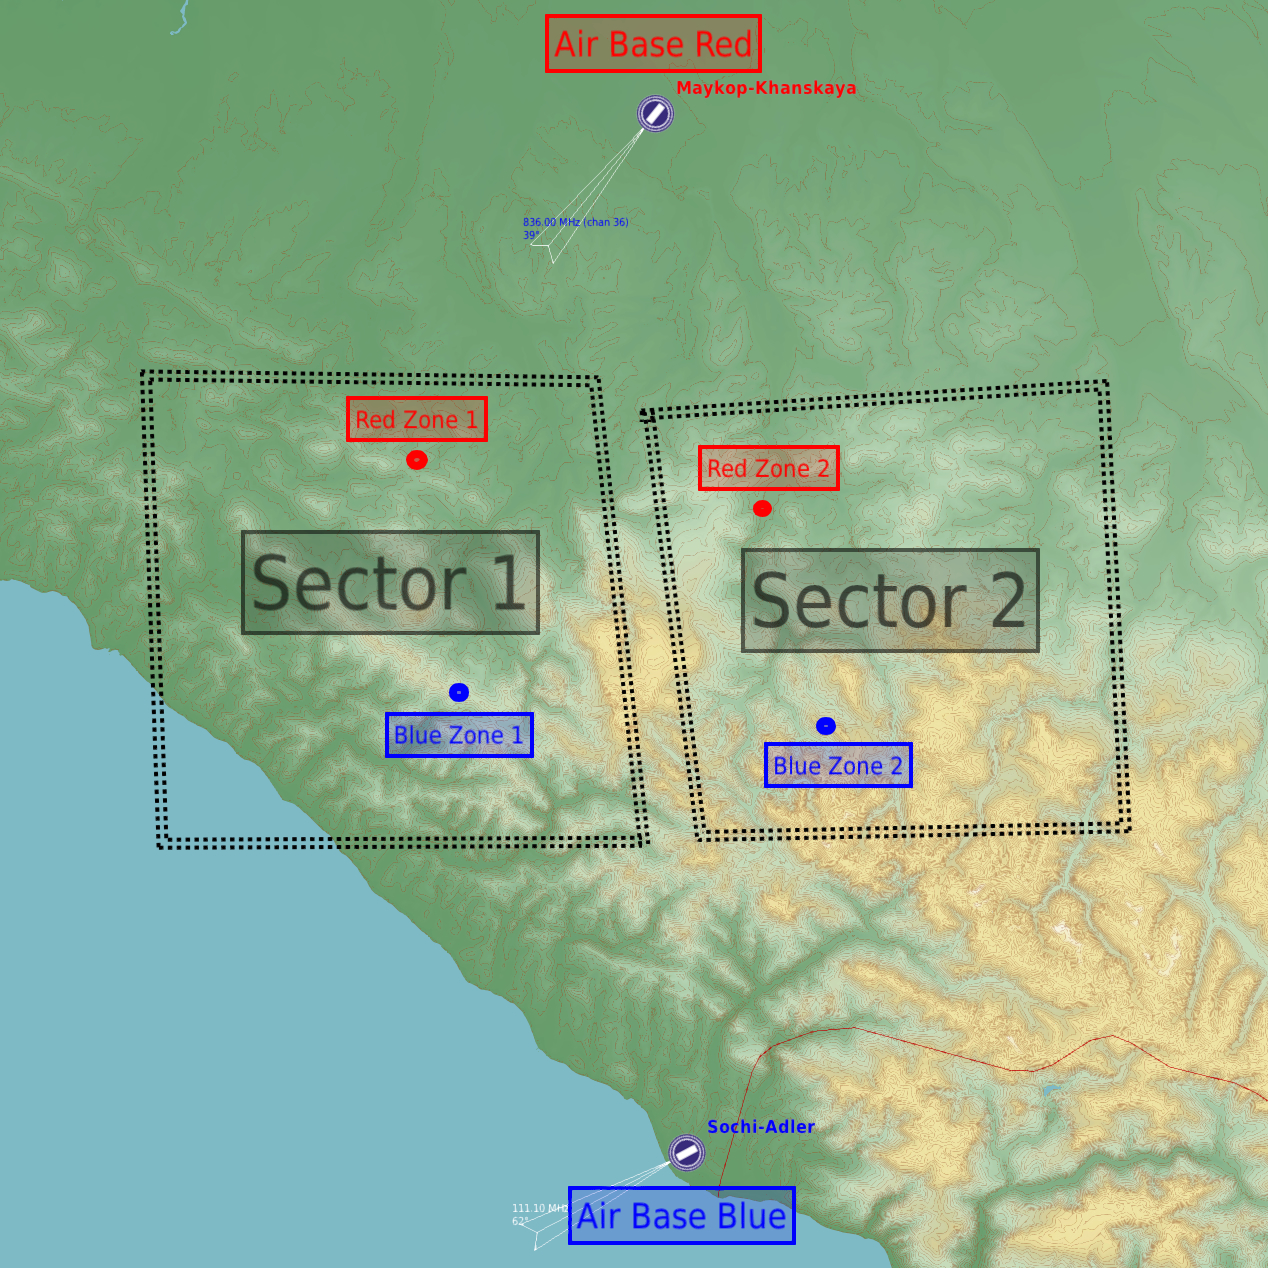 Air Base Red
Maykop-Khanskaya
836.00 MHz (chan 36)
39°
Red Zone 1
Red Zone 2
Sector 1
Sector 2
Blue Zone 1
Blue Zone 2
Sochi-Adler
111.10 MHz
62°
Air Base Blue